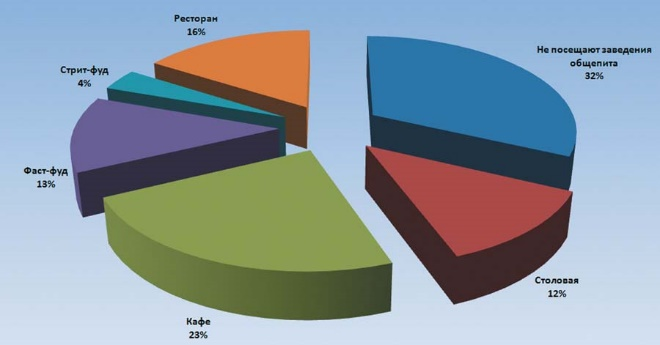 Ресторан
16%
Не посещают заведения
общепита
32%
Стрит-фуд
4%
Фаст-фуд
13%
Столовая
12%
Кафе
23%